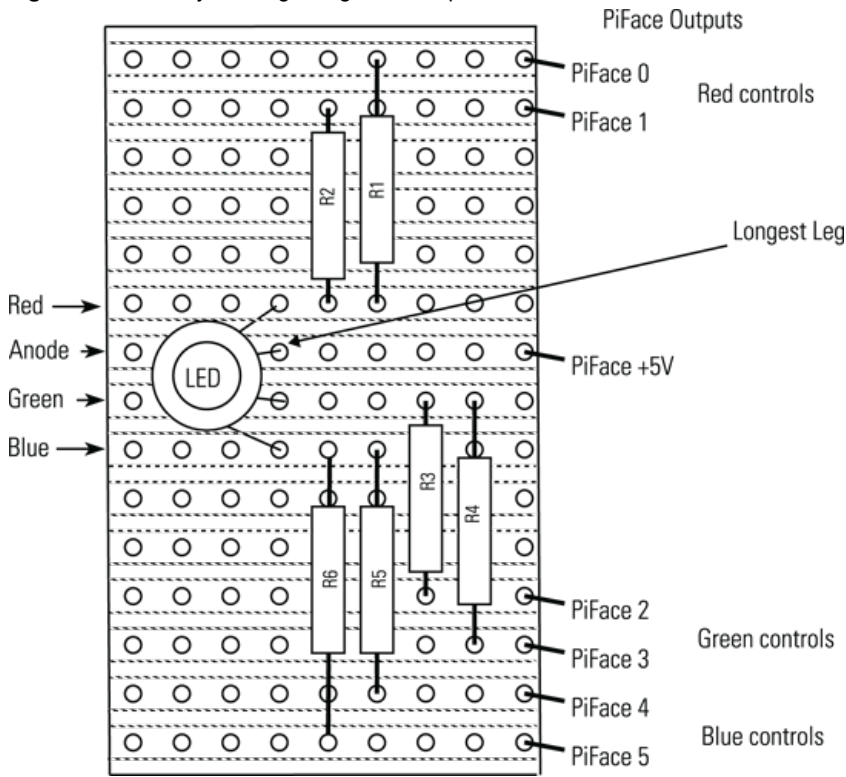 PiFace Outputs
PiFace 0
Red controls
PiFace 1
R2
R1
Longest Leg
Red
Anode
PiFace +5V
LED
Green
Blue
R3
R4
R6
R5
PiFace 2
Green controls
PiFace 3
PiFace 4
Blue controls
PiFace 5